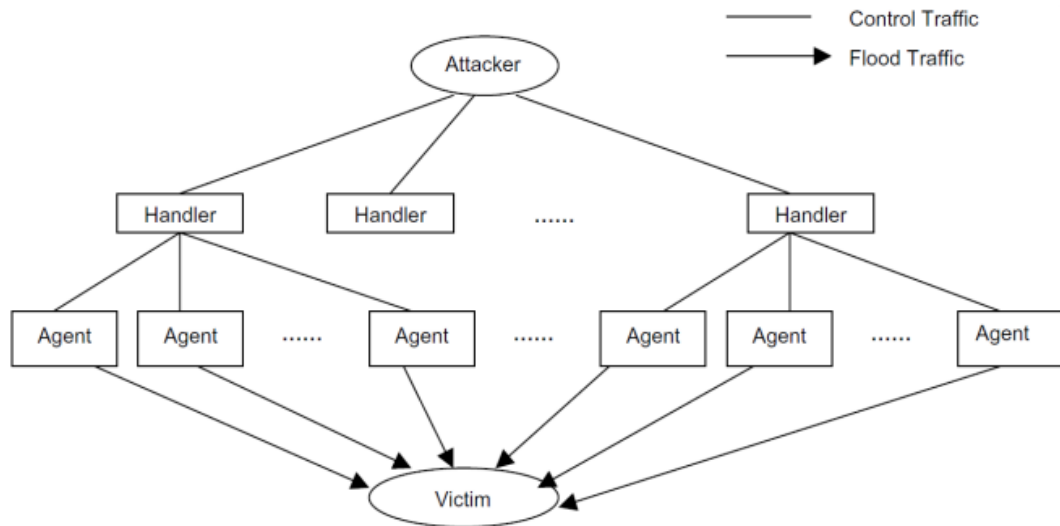 Control Traffic
Flood Traffic
Attacker
Handler
Handler
......
Handler
Agent
Agent
......
Agent
......
Agent
Agent
......
Agent
Victim